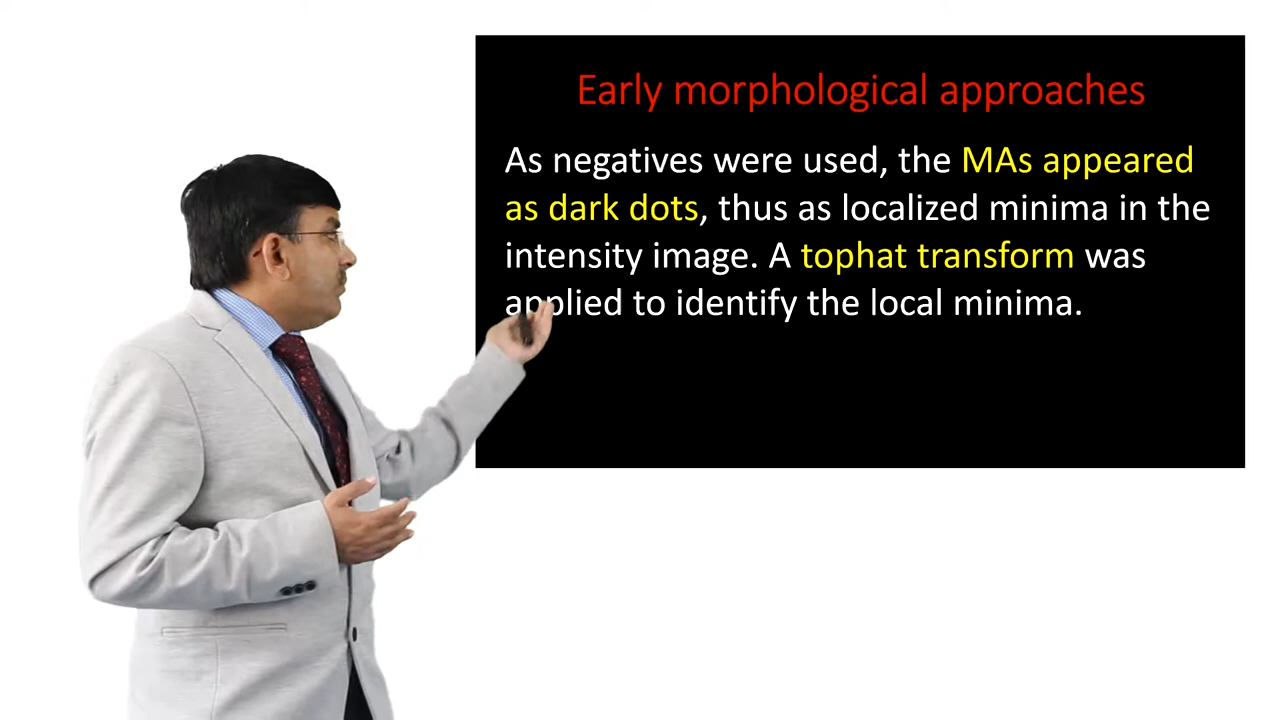 Early morphological approaches
As negatives were used, the MAs appeared
as dark dots, thus as localized minima in the
intensity image. A tophat transform was
applied to identify the local minima.